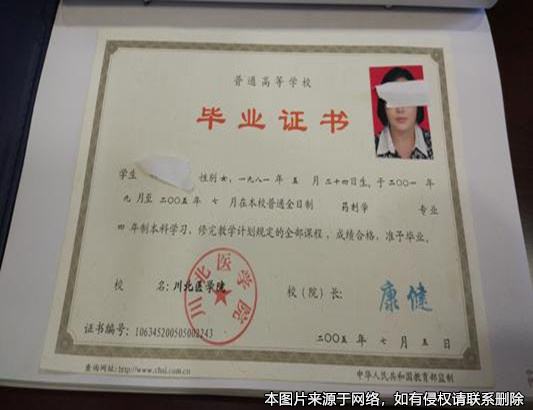 普通高等学校
毕业证书
学生 性别 女，一九八一年 五 月 二十四日生，于二〇〇一 年
九 月至 二〇〇五 年 七 月在本校普通全日制 药剂学 专业
四 年制本科学习，修完教学计划规定的全部课程，成绩合格，准予毕业。
校 名：川北医学院 校（院）长： 康健
川北医学院
证书编号：106345200505002243 二〇〇五 年 七 月 五 日
查询网址：http://www.chsi.com.cn 中华人民共和国教育部监制
本图片来源于网络，如有侵权请联系删除